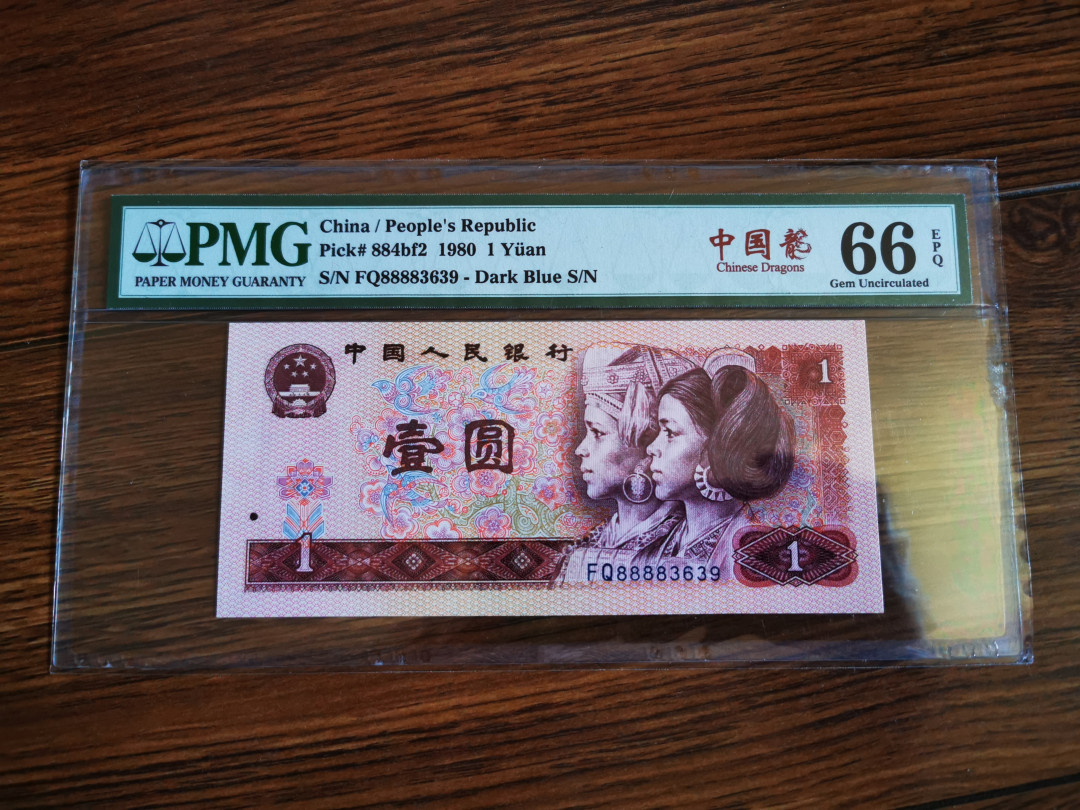 PMG
PAPER MONEY GUARANTY
China / People's Republic
Pick# 884bf2 1980 1 Yüan
S/N FQ88883639 - Dark Blue S/N
中国龍
Chinese Dragons
66
EPQ
Gem Uncirculated
中国人民银行
1
壹圆
1
FQ88883639
1